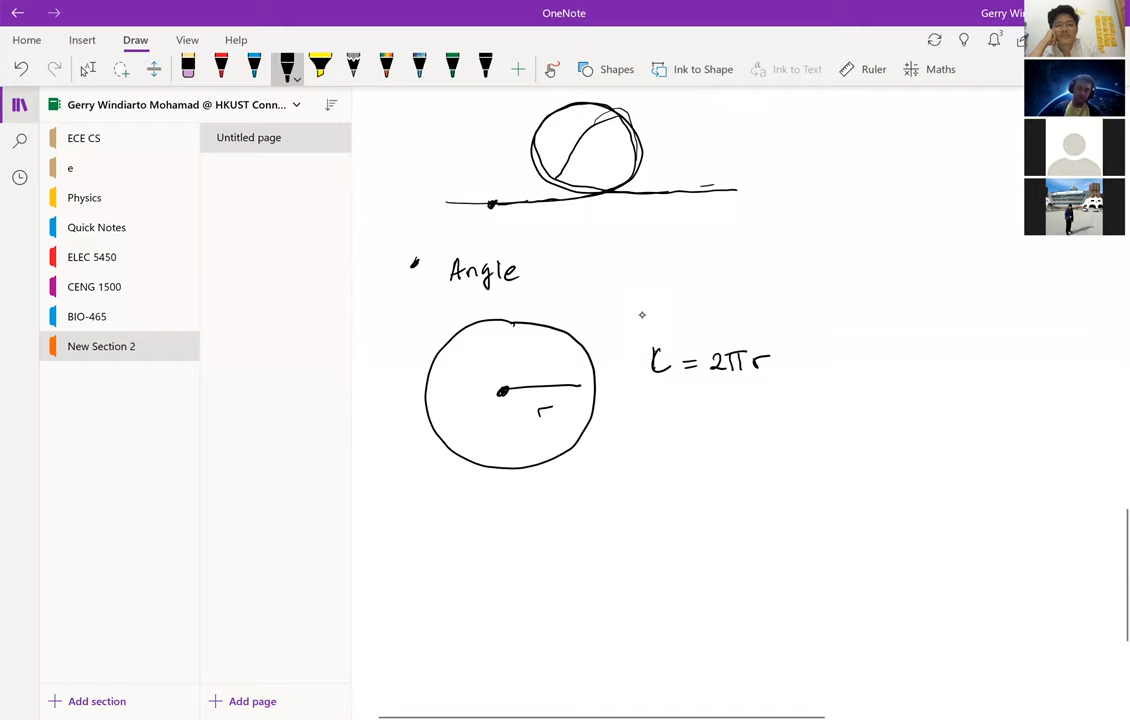 OneNote
Gerry Win
Home Insert Draw View Help
3
Shapes Ink to Shape Ink to Text Ruler Maths
Gerry Windiarto Mohamad @ HKUST Conn...
Untitled page
ECE CS
e
Physics
Quick Notes
ELEC 5450
CENG 1500
BIO-465
New Section 2
Angle
r
C = 2πr
Add section
Add page